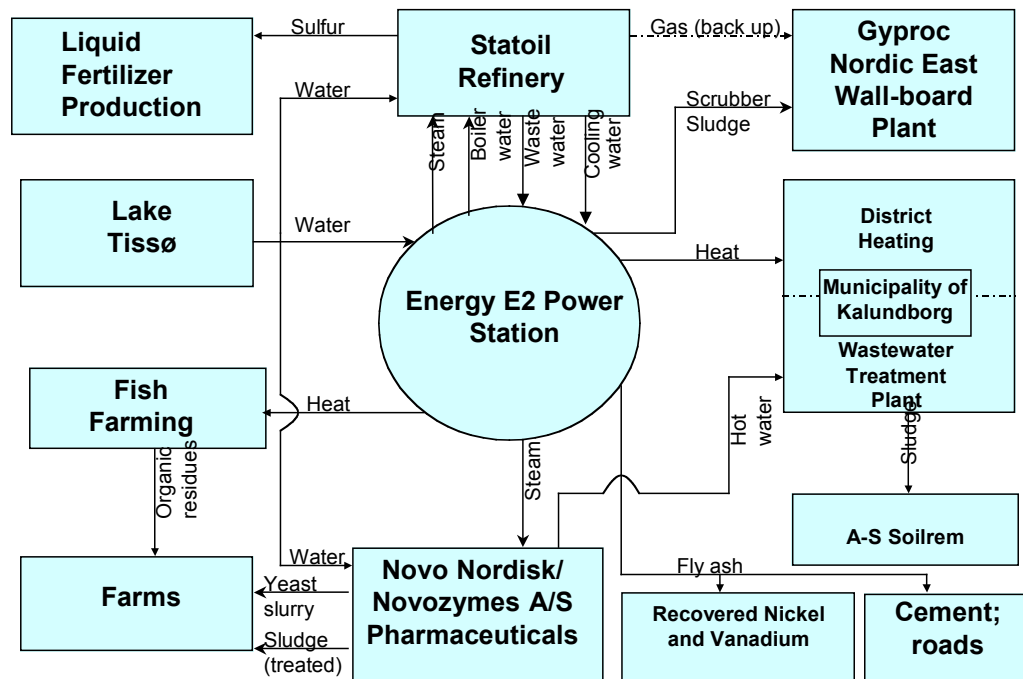 Liquid
Fertilizer
Production
Sulfur
Statoil
Refinery
Gas (back up)
Gyproc
Nordic East
Wall-board
Plant
Water
Scrubber
Sludge
Steam
Boiler
water
Waste
water
Cooling
water
Lake
Tissø
Water
Energy E2 Power
Station
Heat
District
Heating
Municipality of
Kalundborg
Wastewater
Treatment
Plant
Fish
Farming
Heat
Hot
water
Sludge
Organic
residues
Steam
A-S Soilrem
Farms
Water
Yeast
slurry
Sludge
(treated)
Novo Nordisk/
Novozymes A/S
Pharmaceuticals
Fly ash
Recovered Nickel
and Vanadium
Cement;
roads